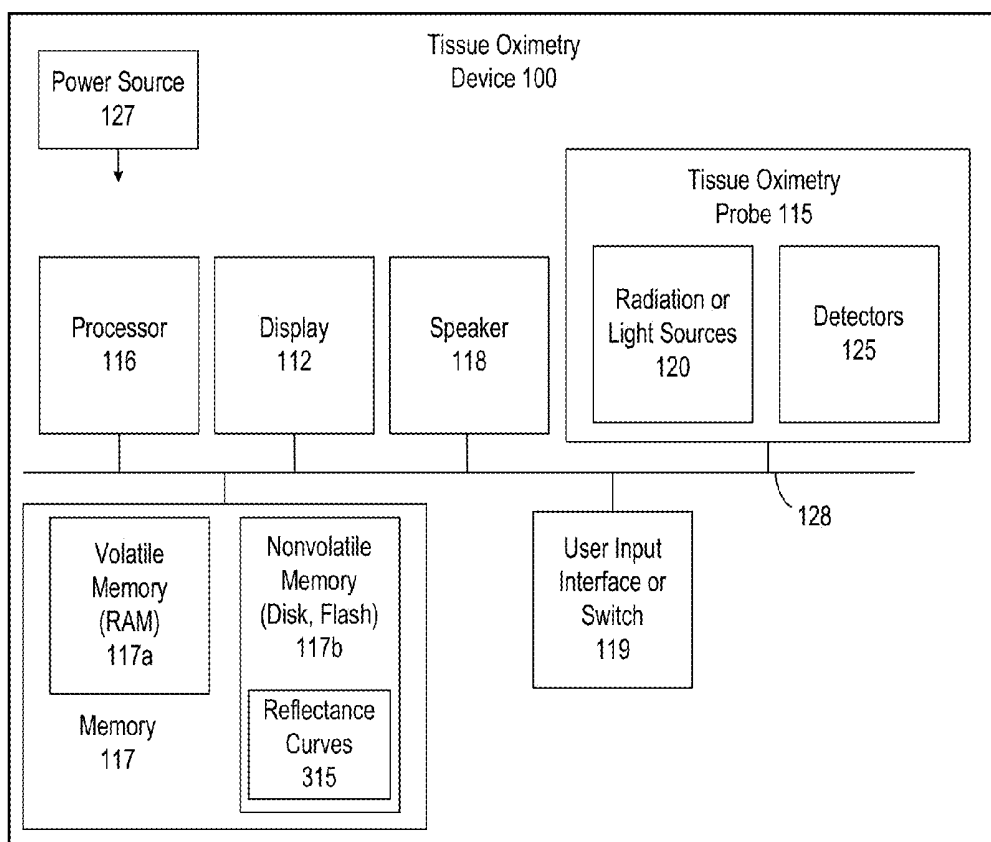 Tissue Oximetry
Device 100
Power Source
127
Tissue Oximetry
Probe 115
Processor
116
Display
112
Speaker
118
Radiation or
Light Sources
120
Detectors
125
128
Volatile
Memory
(RAM)
117a
Memory
117
Nonvolatile
Memory
(Disk, Flash)
117b
Reflectance
Curves
315
User Input
Interface or
Switch
119